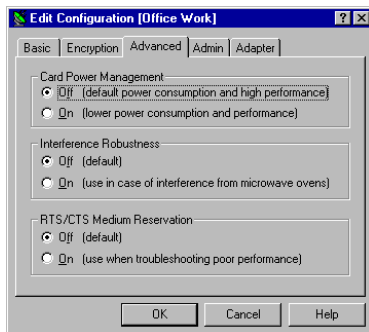 Edit Configuration [Office Work]
Basic Encryption Advanced Admin Adapter
Card Power Management
Off (default power consumption and high performance)
On (lower power consumption and performance)
Interference Robustness
Off (default)
On (use in case of interference from microwave ovens)
RTS/CTS Medium Reservation
Off (default)
On (use when troubleshooting poor performance)
OK Cancel Help